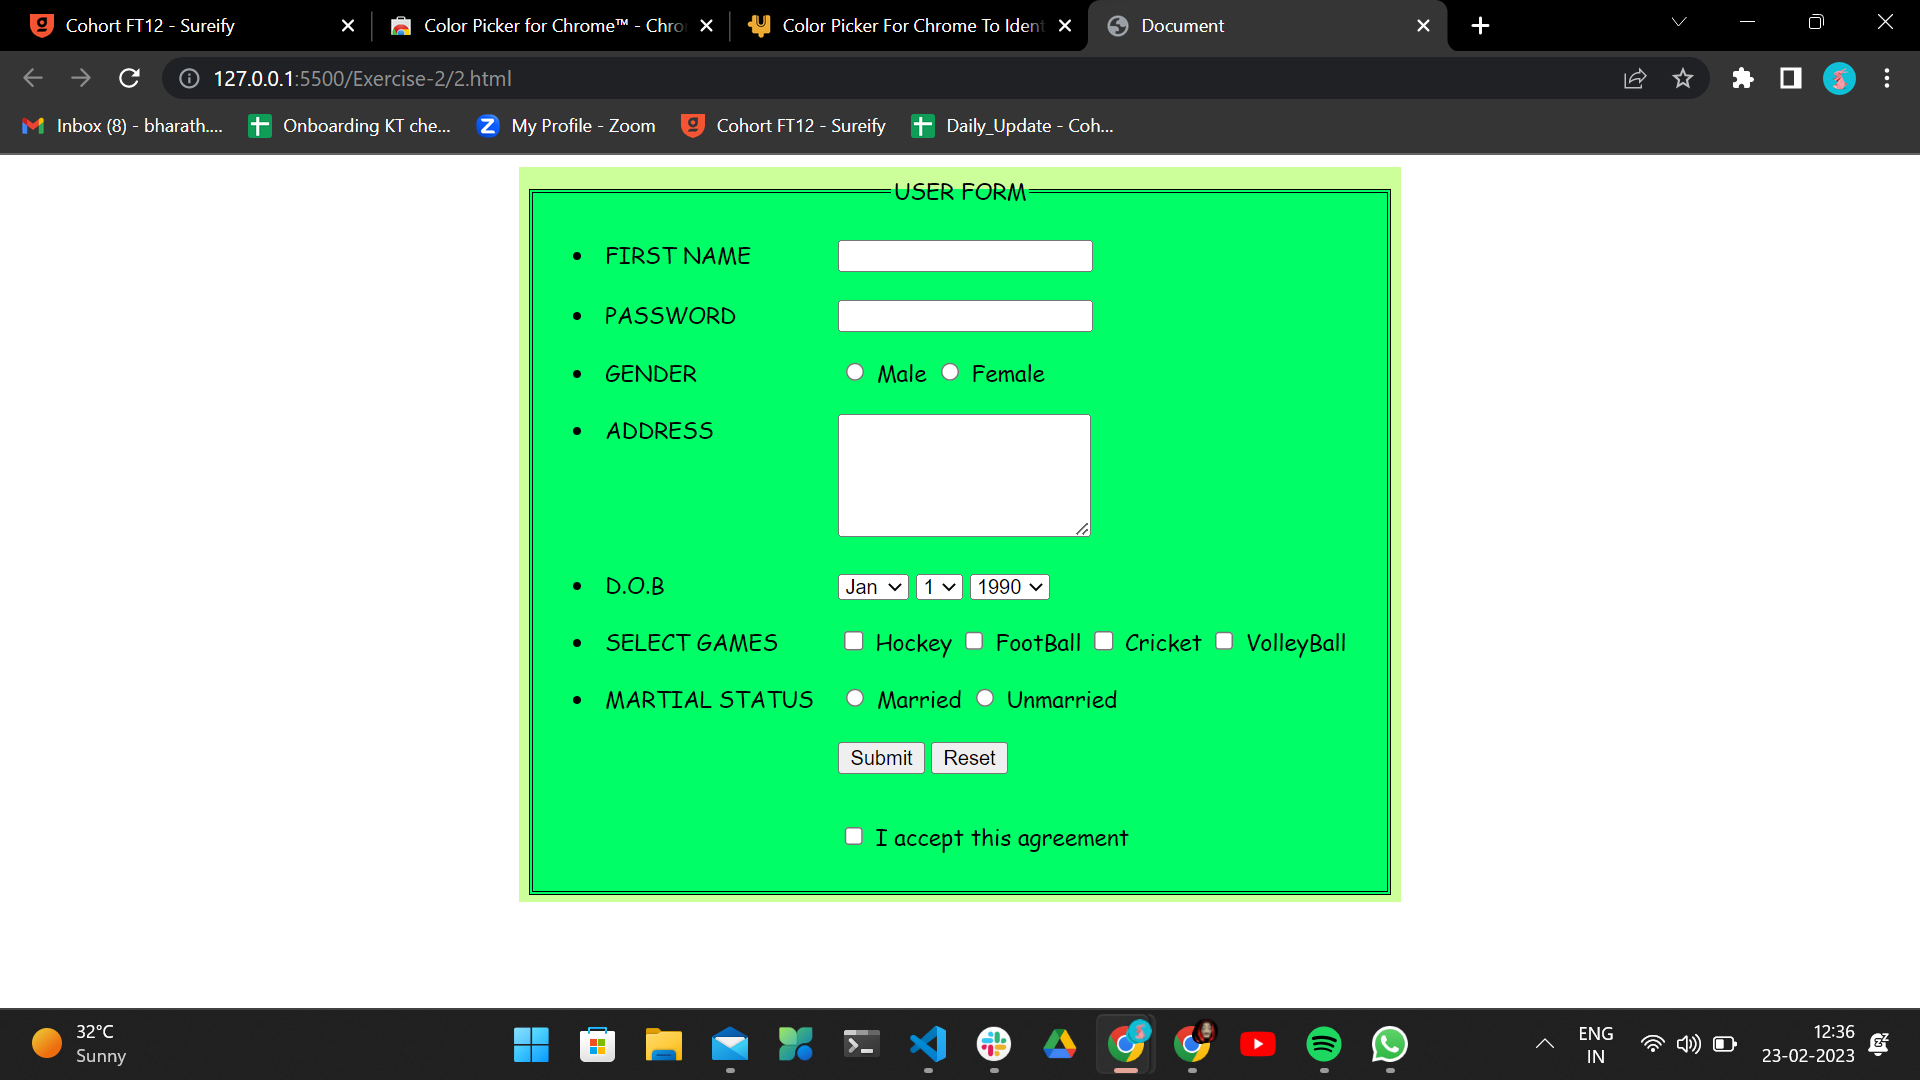 Cohort FT12 - Sureify
Color Picker for Chrome™ - Chro
Color Picker For Chrome To Ident
Document
127.0.0.1:5500/Exercise-2/2.html
Inbox (8) - bharath....
Onboarding KT che...
My Profile - Zoom
Cohort FT12 - Sureify
Daily_Update - Coh...
USER FORM
FIRST NAME
PASSWORD
GENDER Male Female
ADDRESS
D.O.B Jan 1 1990
SELECT GAMES Hockey FootBall Cricket VolleyBall
MARTIAL STATUS Married Unmarried
Submit Reset
I accept this agreement
32°C
Sunny
ENG
IN
12:36
23-02-2023